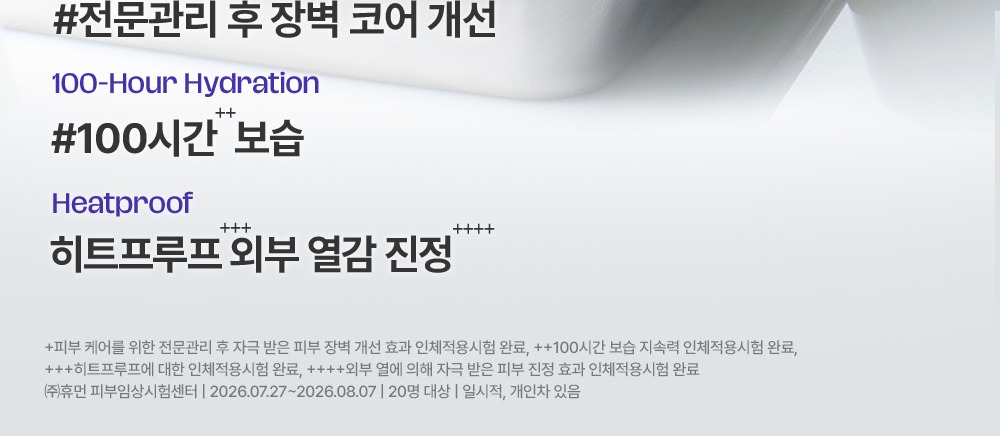 #전문관리 후 장벽 코어 개선
100-Hour Hydration
#100시간++보습
Heatproof
히트프루프+++외부 열감 진정++++
+피부 케어를 위한 전문관리 후 자극 받은 피부 장벽 개선 효과 인체적용시험 완료, ++100시간 보습 지속력 인체적용시험 완료,
+++히트프루프에 대한 인체적용시험 완료, ++++외부 열에 의해 자극 받은 피부 진정 효과 인체적용시험 완료
㈜휴먼 피부임상시험센터 | 2026.07.27~2026.08.07 | 20명 대상 | 일시적, 개인차 있음